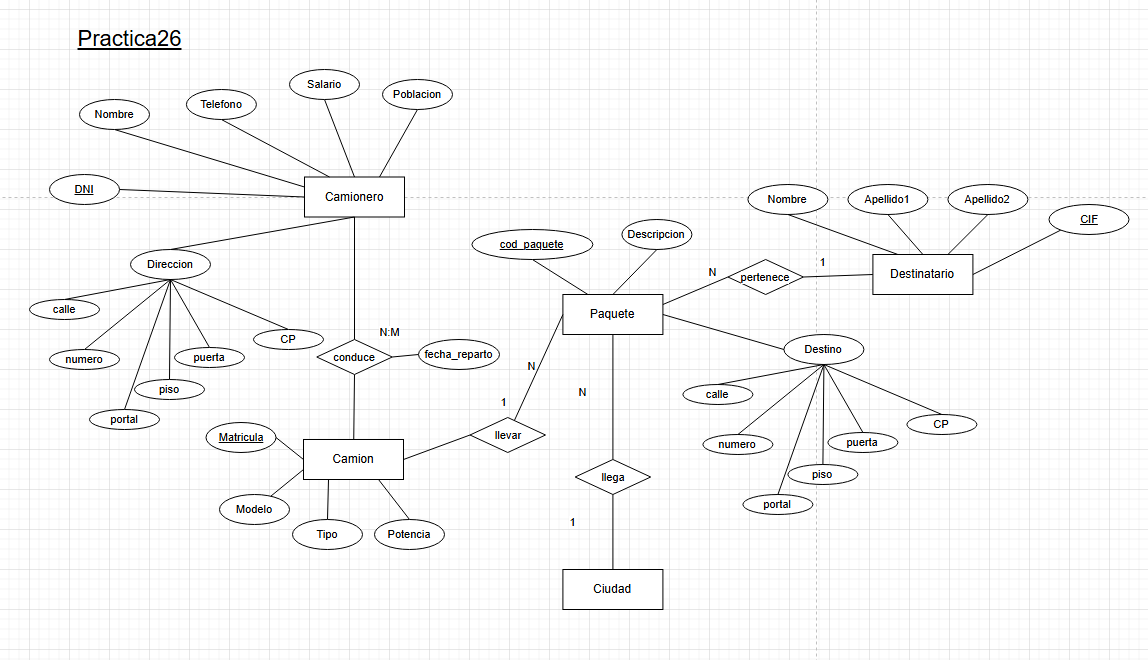 Practica26
Salario
Poblacion
Telefono
Nombre
DNI
Camionero
Nombre
Apellido1
Apellido2
CIF
Descripcion
cod_paquete
Direccion
N
pertenece
1
Destinatario
calle
Paquete
CP
N:M
numero
puerta
conduce
fecha_reparto
Destino
piso
N
N
calle
portal
1
CP
Matricula
llevar
numero
puerta
Camion
llega
piso
Modelo
portal
Tipo
Potencia
1
Ciudad